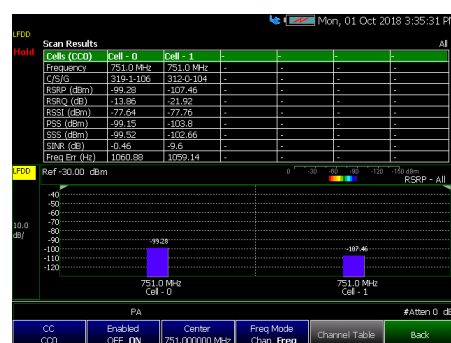 Mon, 01 Oct 2018 3:35:31 P
LFDD
Hold
Scan Results All
Cells (CC0) Cell - 0 Cell - 1 - - -
Frequency 751.0 MHz 751.0 MHz - - -
C/S/G 319-1-106 312-0-104 - - -
RSRP (dBm) -99.28 -107.46 - - -
RSRQ (dB) -13.86 -21.92 - - -
RSSI (dBm) -77.64 -77.76 - - -
PSS (dBm) -99.15 -103.8 - - -
SSS (dBm) -99.52 -102.66 - - -
SINR (dB) -0.46 -9.6 - - -
Freq Err (Hz) 1060.88 1059.14 - - -
LFDD
Ref -30.00 dBm
0 -30 -60 -90 -120 -150 dBm
RSRP - All
10.0
dB/
-40
-50
-60
-70
-80
-90
-100
-110
-120
-99.28
-107.46
751.0 MHz 751.0 MHz
Cell - 0 Cell - 1
PA #Atten 0 dB
CC Enabled Center Freq Mode Channel Table Back
CC0 OFF ON 751.000000 MHz Chan Freq